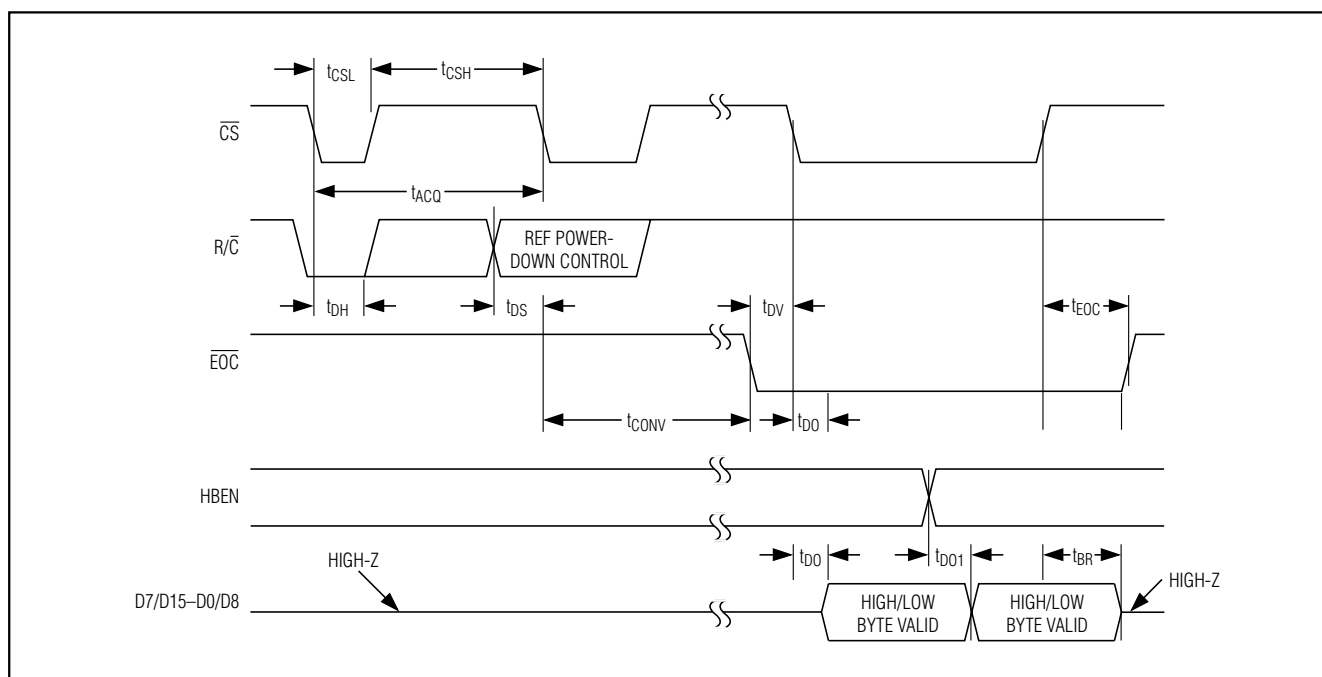 tCSL
tCSH
CS
tACQ
R/C
REF POWER-
DOWN CONTROL
tDH
tDS
tDV
tEOC
EOC
tCONV
tDO
HBEN
tDO
tDO1
tBR
HIGH-Z
HIGH-Z
D7/D15–D0/D8
HIGH/LOW
BYTE VALID
HIGH/LOW
BYTE VALID